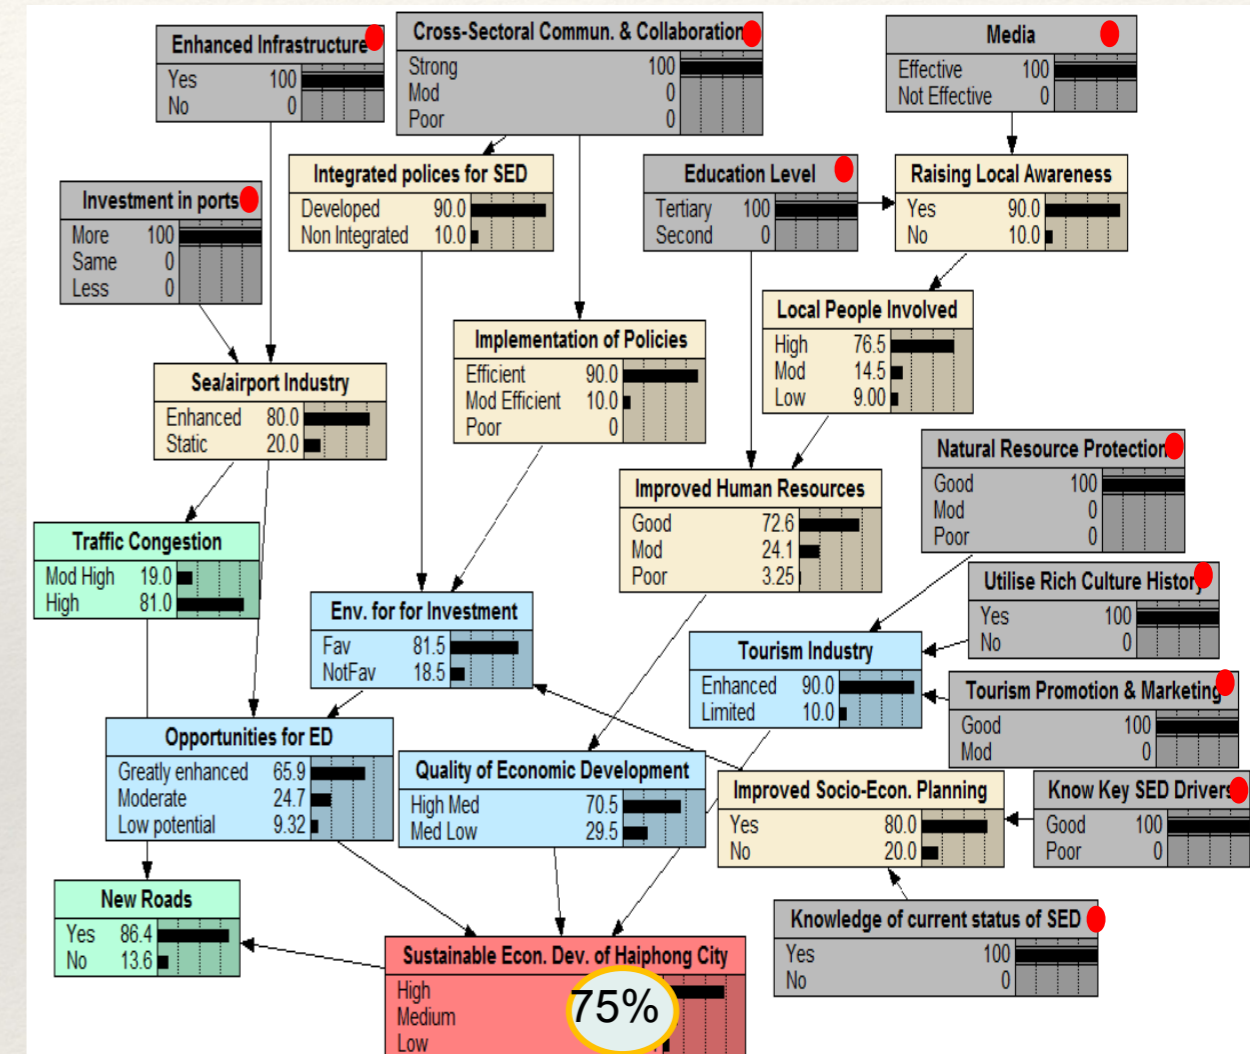 Enhanced Infrastructure
Yes 100
No 0
Cross-Sectoral Commun. & Collaboration
Strong 100
Mod 0
Poor 0
Media
Effective 100
Not Effective 0
Integrated polices for SED
Developed 90.0
Non Integrated 10.0
Education Level
Tertiary 100
Second 0
Raising Local Awareness
Yes 90.0
No 10.0
Investment in ports
More 100
Same 0
Less 0
Local People Involved
High 76.5
Mod 14.5
Low 9.00
Implementation of Policies
Efficient 90.0
Mod Efficient 10.0
Poor 0
Sea/airport Industry
Enhanced 80.0
Static 20.0
Natural Resource Protection
Good 100
Mod 0
Poor 0
Improved Human Resources
Good 72.6
Mod 24.1
Poor 3.25
Traffic Congestion
Mod High 19.0
High 81.0
Utilise Rich Culture History
Yes 100
No 0
Env. for for Investment
Fav 81.5
NotFav 18.5
Tourism Industry
Enhanced 90.0
Limited 10.0
Tourism Promotion & Marketing
Good 100
Mod 0
Opportunities for ED
Greatly enhanced 65.9
Moderate 24.7
Low potential 9.32
Quality of Economic Development
High Med 70.5
Med Low 29.5
Improved Socio-Econ. Planning
Yes 80.0
No 20.0
Know Key SED Drivers
Good 100
Poor 0
New Roads
Yes 86.4
No 13.6
Knowledge of current status of SED
Yes 100
No 0
Sustainable Econ. Dev. of Haiphong City
High
Medium
Low
75%